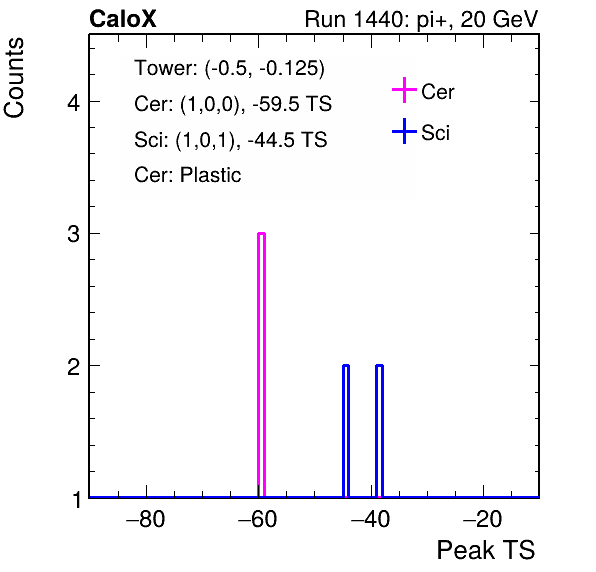 CaloX Run 1440: pi+, 20 GeV
Counts
Tower: (-0.5, -0.125)
Cer: (1,0,0), -59.5 TS
Sci: (1,0,1), -44.5 TS
Cer: Plastic
Cer
Sci
4
3
2
1
−80 −60 −40 −20
Peak TS